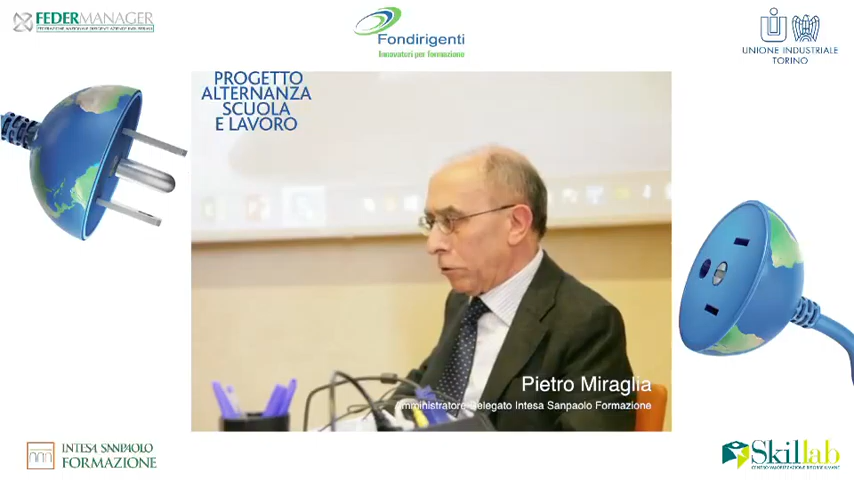 FEDERMANAGER
Fondirigenti
Innovatori per formazione
UNIONE INDUSTRIALE
TORINO
PROGETTO
ALTERNANZA
SCUOLA
E LAVORO
Pietro Miraglia
Amministratore Delegato Intesa Sanpaolo Formazione
INTESA SANPAOLO
FORMAZIONE
Skillab